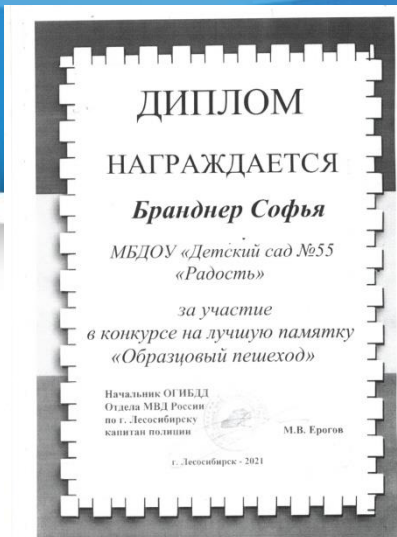 ДИПЛОМ
НАГРАЖДАЕТСЯ
Бранднер Софья
МБДОУ «Детский сад №55
«Радость»
за участие
в конкурсе на лучшую памятку
«Образцовый пешеход»
Начальник ОГИБДД
Отдела МВД России
по г. Лесосибирску
капитан полиции М.В. Ерогов
г. Лесосибирск - 2021